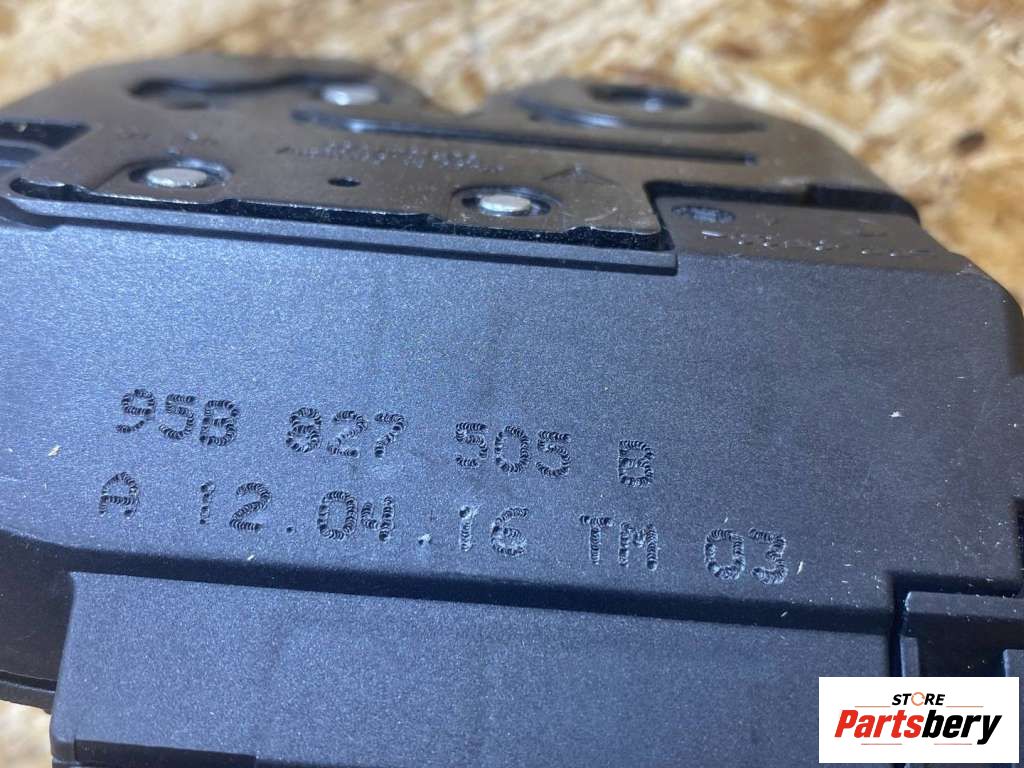 95B 827 505 B
A 12.04.16 TM 03
STORE
Partsbery